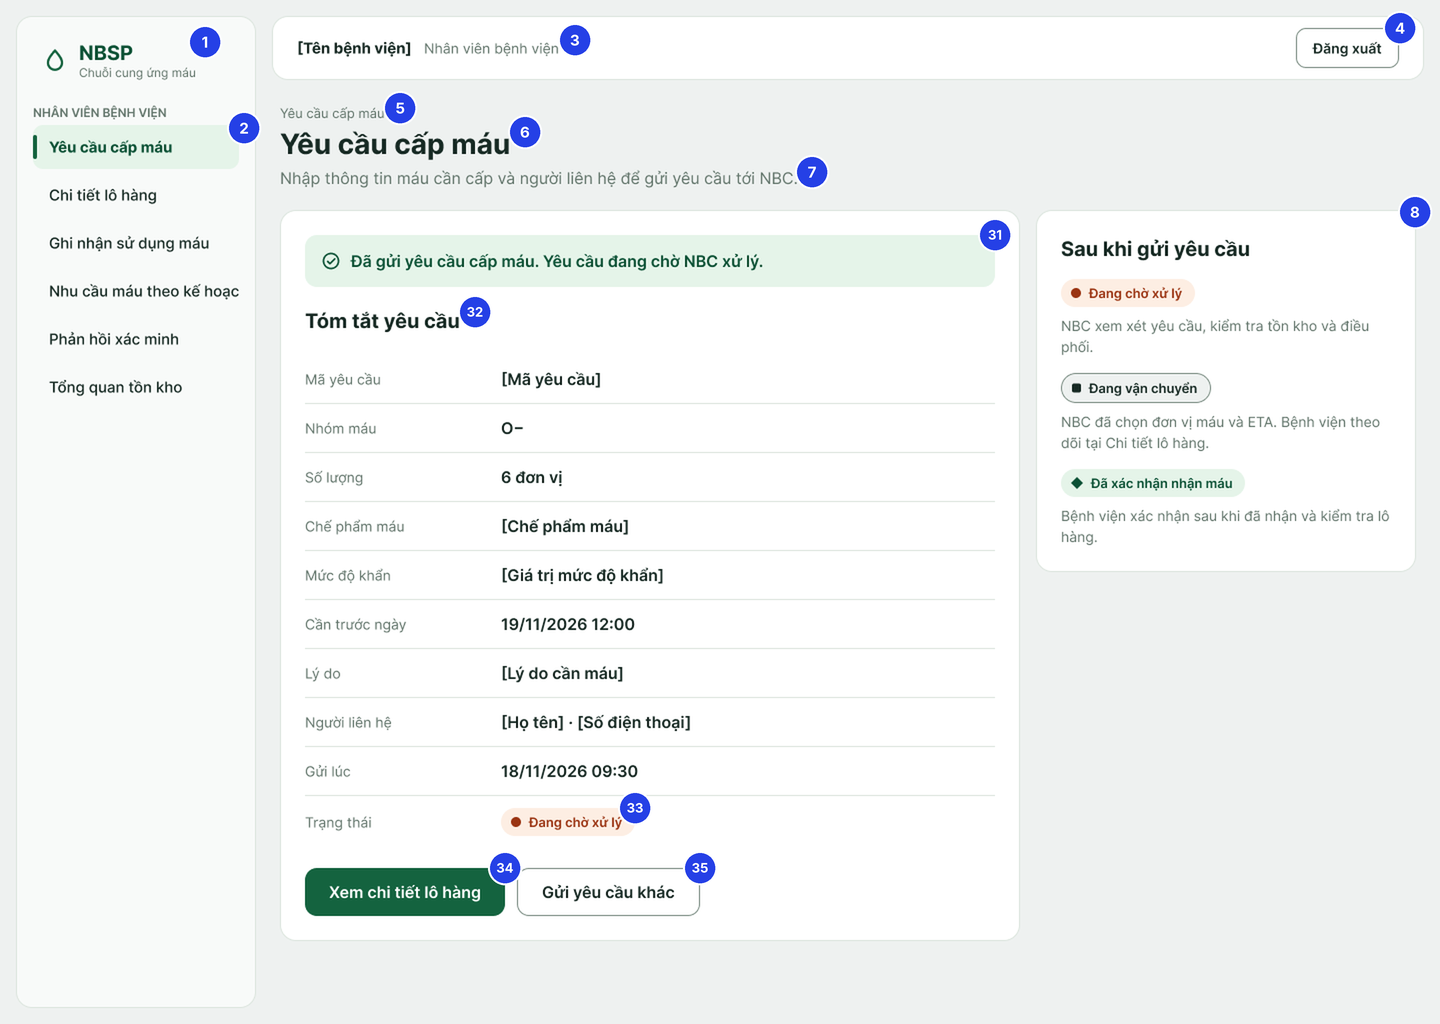 NBSP
Chuỗi cung ứng máu
1
NHÂN VIÊN BỆNH VIỆN
2
Yêu cầu cấp máu
Chi tiết lô hàng
Ghi nhận sử dụng máu
Nhu cầu máu theo kế hoạc
Phản hồi xác minh
Tổng quan tồn kho
[Tên bệnh viện] Nhân viên bệnh viện
3
Đăng xuất
4
Yêu cầu cấp máu
5
Yêu cầu cấp máu
6
Nhập thông tin máu cần cấp và người liên hệ để gửi yêu cầu tới NBC.
7
31
Đã gửi yêu cầu cấp máu. Yêu cầu đang chờ NBC xử lý.
Tóm tắt yêu cầu
32
Mã yêu cầu [Mã yêu cầu]
Nhóm máu O−
Số lượng 6 đơn vị
Chế phẩm máu [Chế phẩm máu]
Mức độ khẩn [Giá trị mức độ khẩn]
Cần trước ngày 19/11/2026 12:00
Lý do [Lý do cần máu]
Người liên hệ [Họ tên] · [Số điện thoại]
Gửi lúc 18/11/2026 09:30
Trạng thái Đang chờ xử lý
33
Xem chi tiết lô hàng
34
Gửi yêu cầu khác
35
8
Sau khi gửi yêu cầu
Đang chờ xử lý
NBC xem xét yêu cầu, kiểm tra tồn kho và điều
phối.
Đang vận chuyển
NBC đã chọn đơn vị máu và ETA. Bệnh viện theo
dõi tại Chi tiết lô hàng.
Đã xác nhận nhận máu
Bệnh viện xác nhận sau khi đã nhận và kiểm tra lô
hàng.